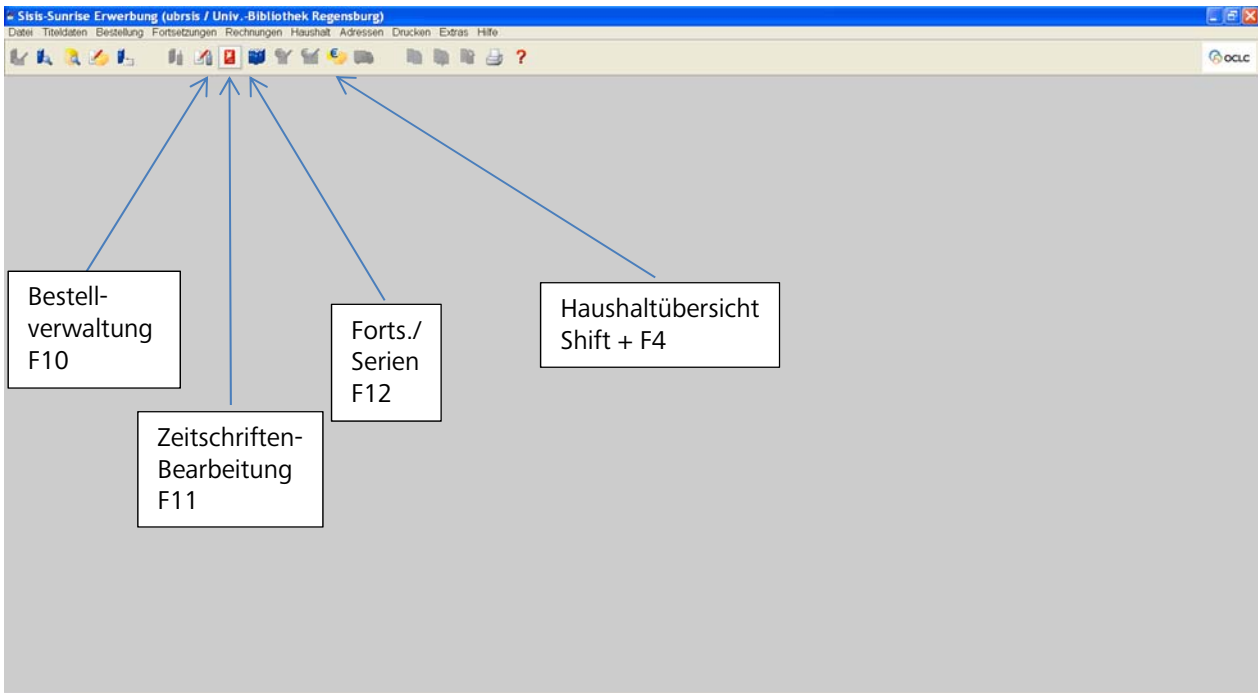 Sisis-Sunrise Erwerbung (ubrsis / Univ.-Bibliothek Regensburg)
Datei Titeldaten Bestellung Fortsetzungen Rechnungen Haushalt Adressen Drucken Extras Hilfe
? OCLC
Bestell-
verwaltung
F10
Forts./
Serien
F12
Haushaltübersicht
Shift + F4
Zeitschriften-
Bearbeitung
F11